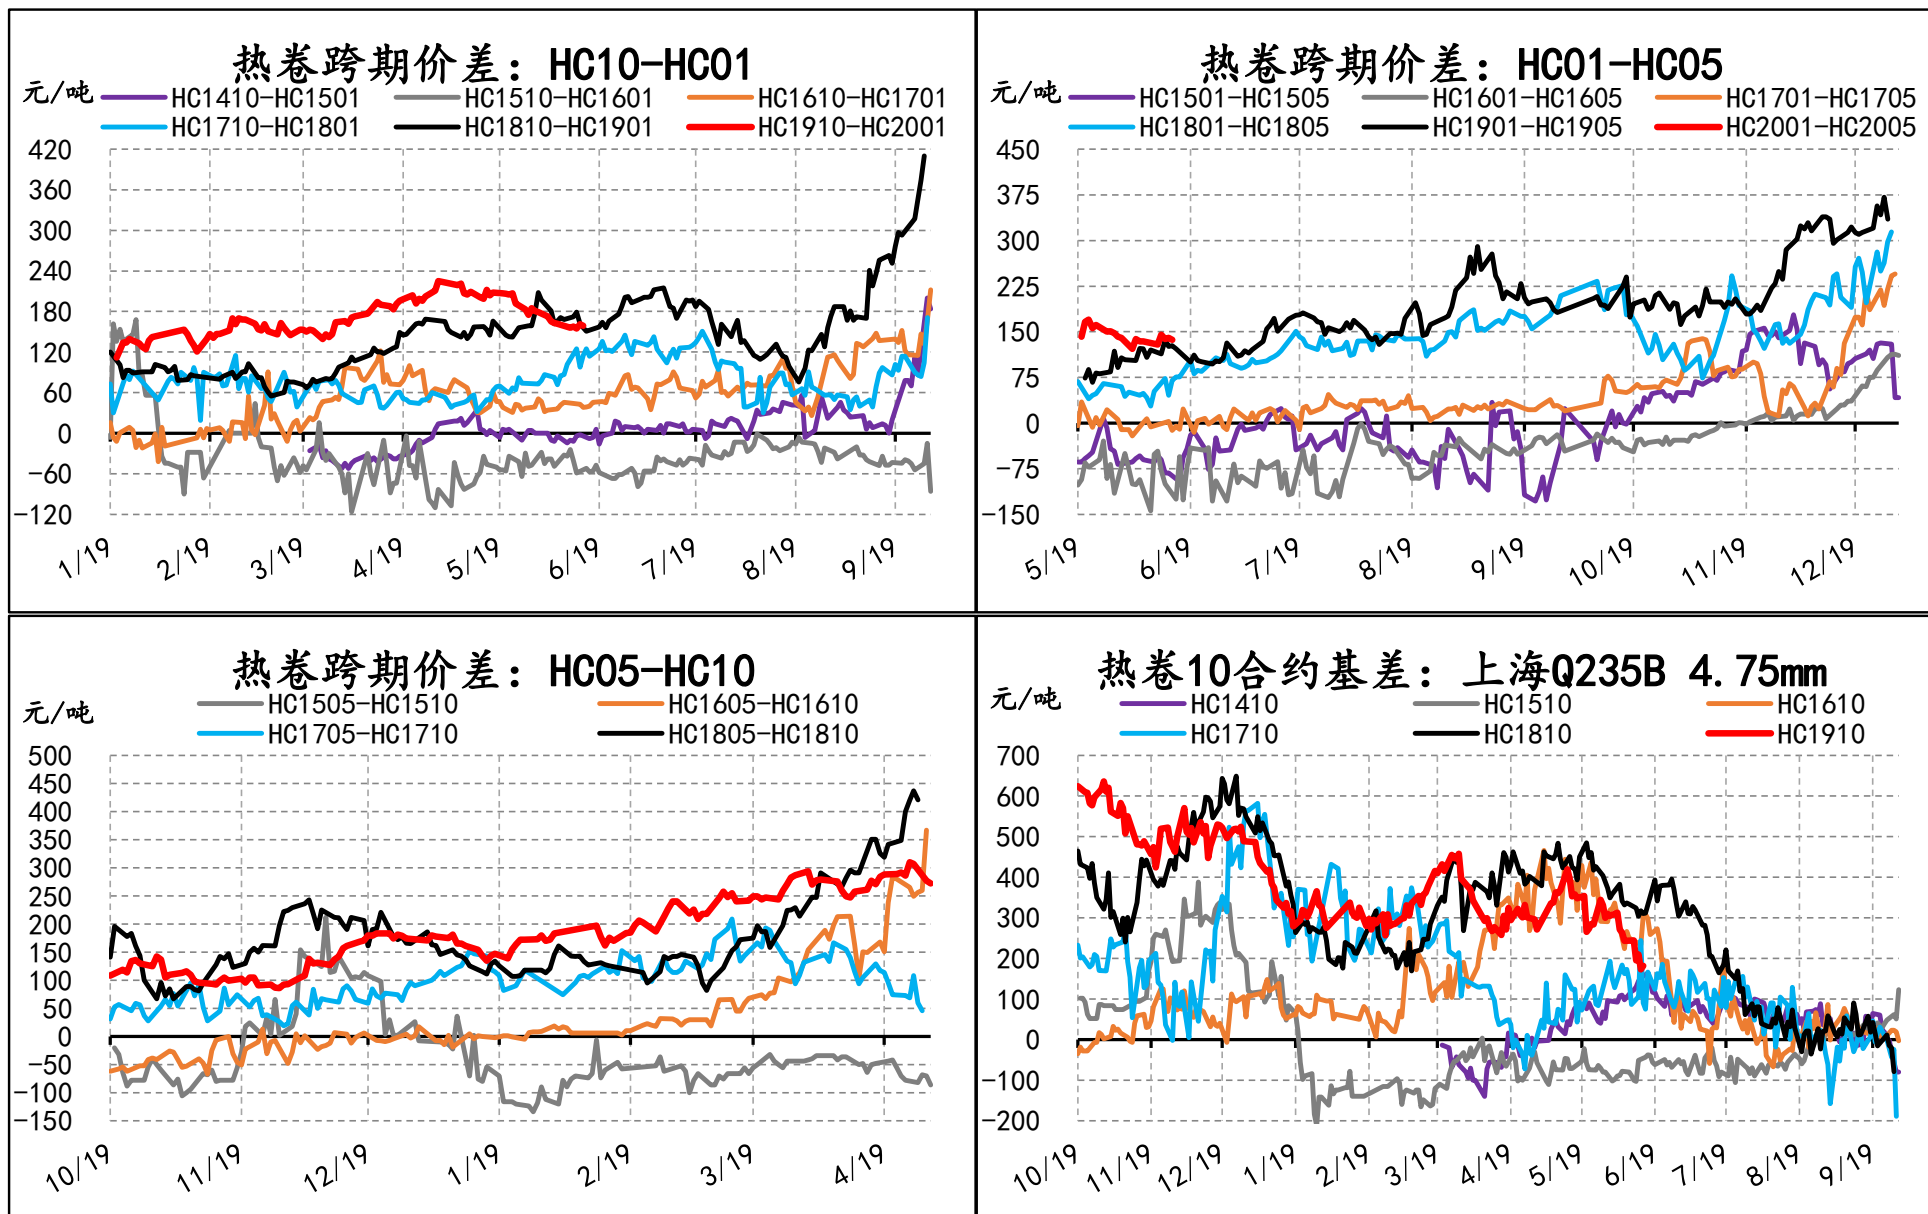 热卷跨期价差：HC10-HC01
元/吨
HC1410-HC1501 HC1510-HC1601 HC1610-HC1701
HC1710-HC1801 HC1810-HC1901 HC1910-HC2001
420
360
300
240
180
120
60
0
-60
-120
1/19 2/19 3/19 4/19 5/19 6/19 7/19 8/19 9/19
热卷跨期价差：HC01-HC05
元/吨
HC1501-HC1505 HC1601-HC1605 HC1701-HC1705
HC1801-HC1805 HC1901-HC1905 HC2001-HC2005
450
375
300
225
150
75
0
-75
-150
5/19 6/19 7/19 8/19 9/19 10/19 11/19 12/19
热卷跨期价差：HC05-HC10
元/吨
HC1505-HC1510 HC1605-HC1610
HC1705-HC1710 HC1805-HC1810
500
450
400
350
300
250
200
150
100
50
0
-50
-100
-150
10/19 11/19 12/19 1/19 2/19 3/19 4/19
热卷10合约基差：上海Q235B 4.75mm
元/吨
HC1410 HC1510 HC1610
HC1710 HC1810 HC1910
700
600
500
400
300
200
100
0
-100
-200
10/19 11/19 12/19 1/19 2/19 3/19 4/19 5/19 6/19 7/19 8/19 9/19